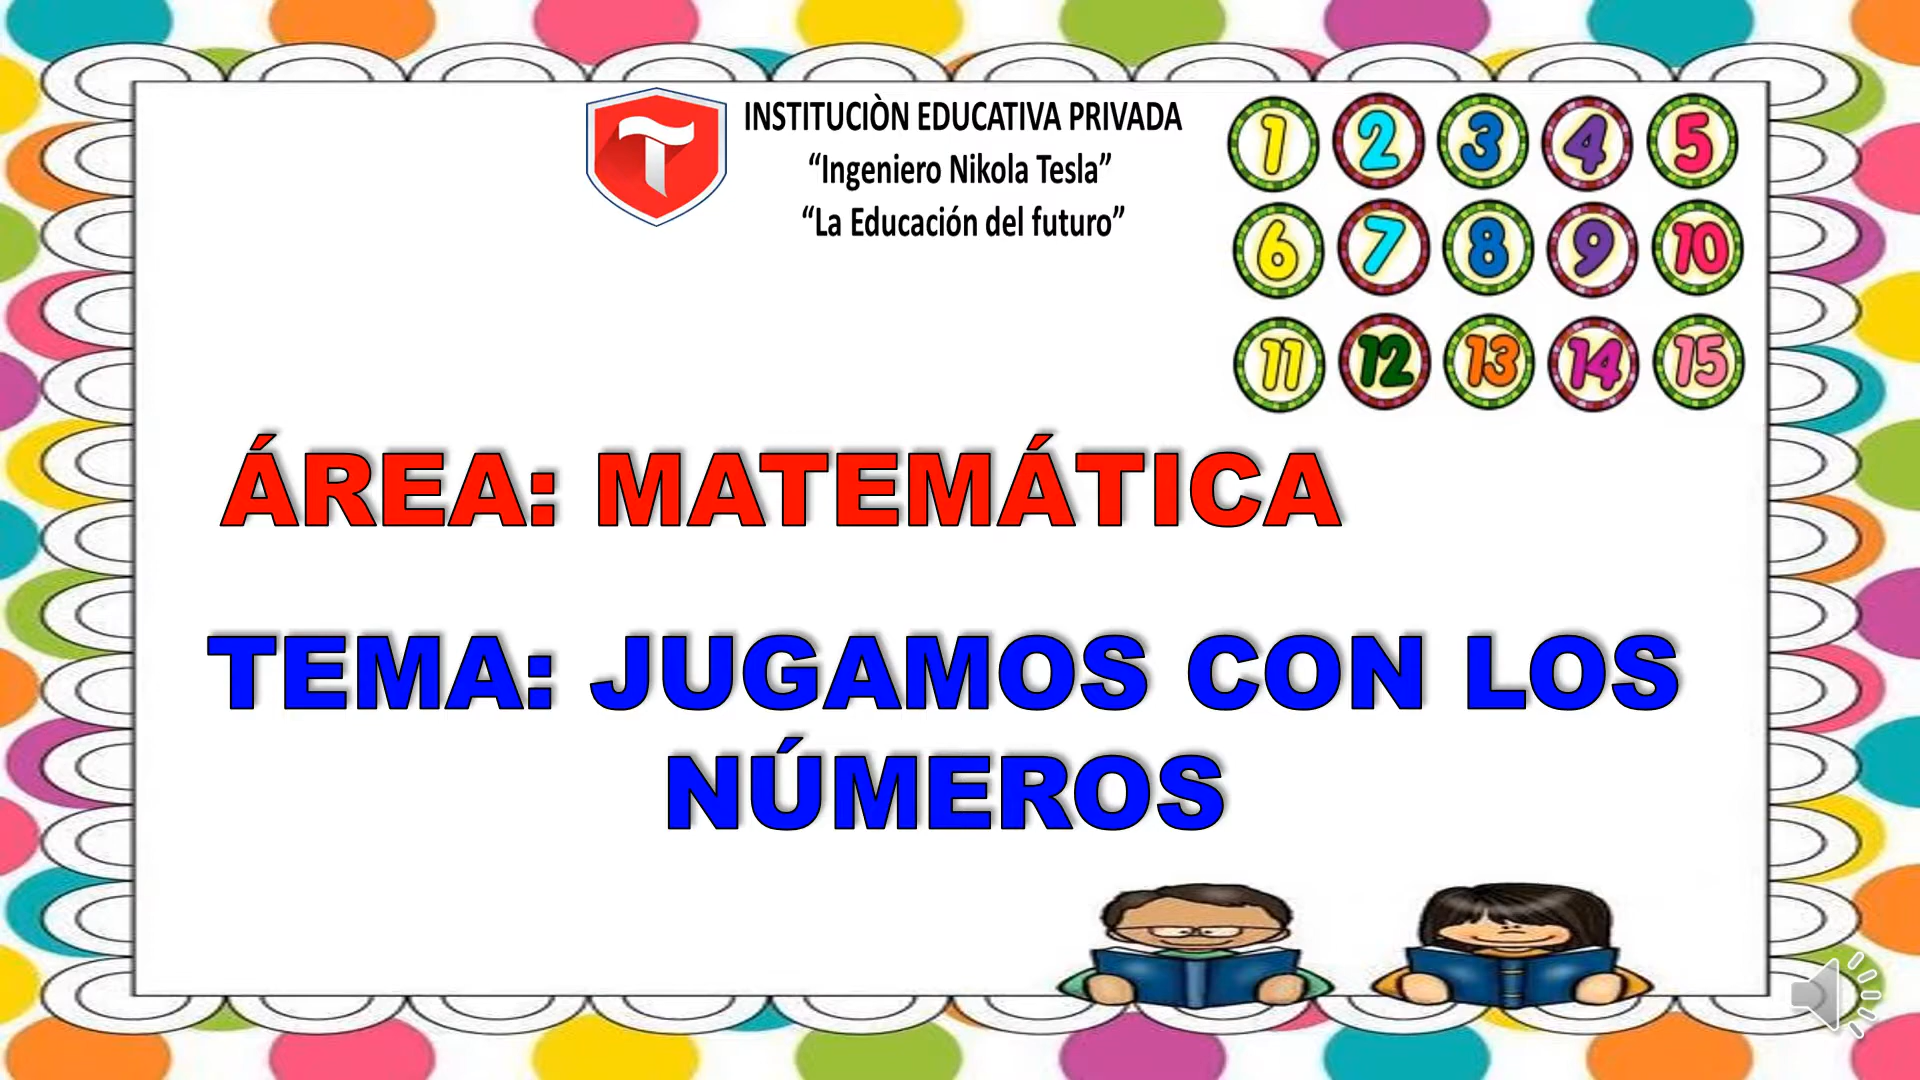 INSTITUCIÒN EDUCATIVA PRIVADA
“Ingeniero Nikola Tesla”
“La Educación del futuro”
1 2 3 4 5
6 7 8 9 10
11 12 13 14 15
ÁREA: MATEMÁTICA
TEMA: JUGAMOS CON LOS
NÚMEROS